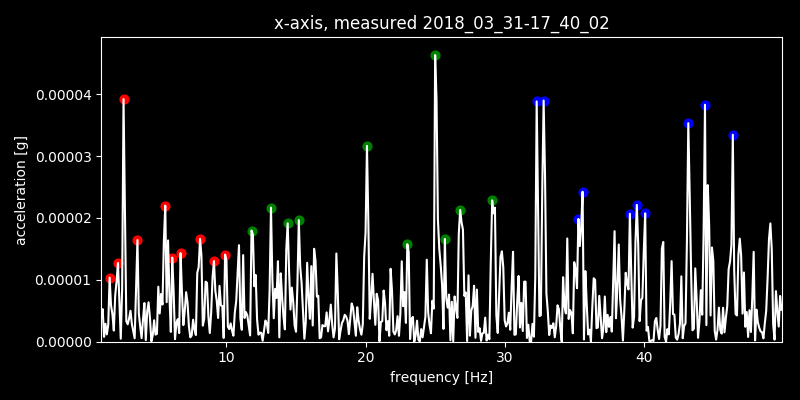 x-axis, measured 2018_03_31-17_40_02
acceleration [g]
0.00004
0.00003
0.00002
0.00001
0.00000
10 20 30 40
frequency [Hz]